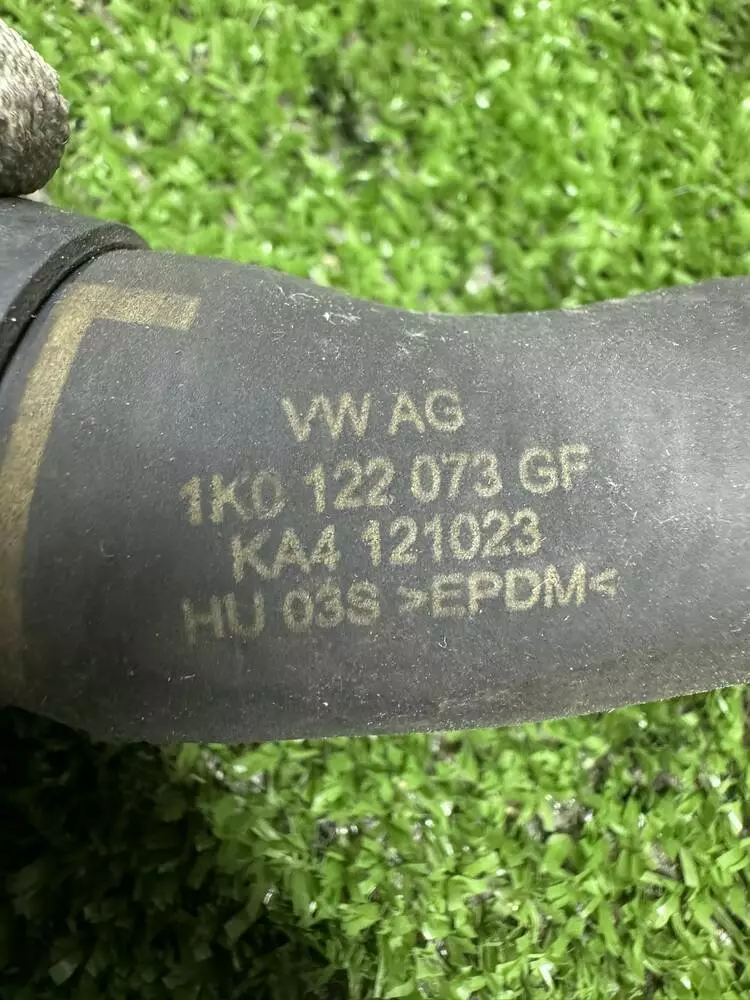 VW AG
1K0 122 073 GF
KA4 121023
HU 03S >EPDM<